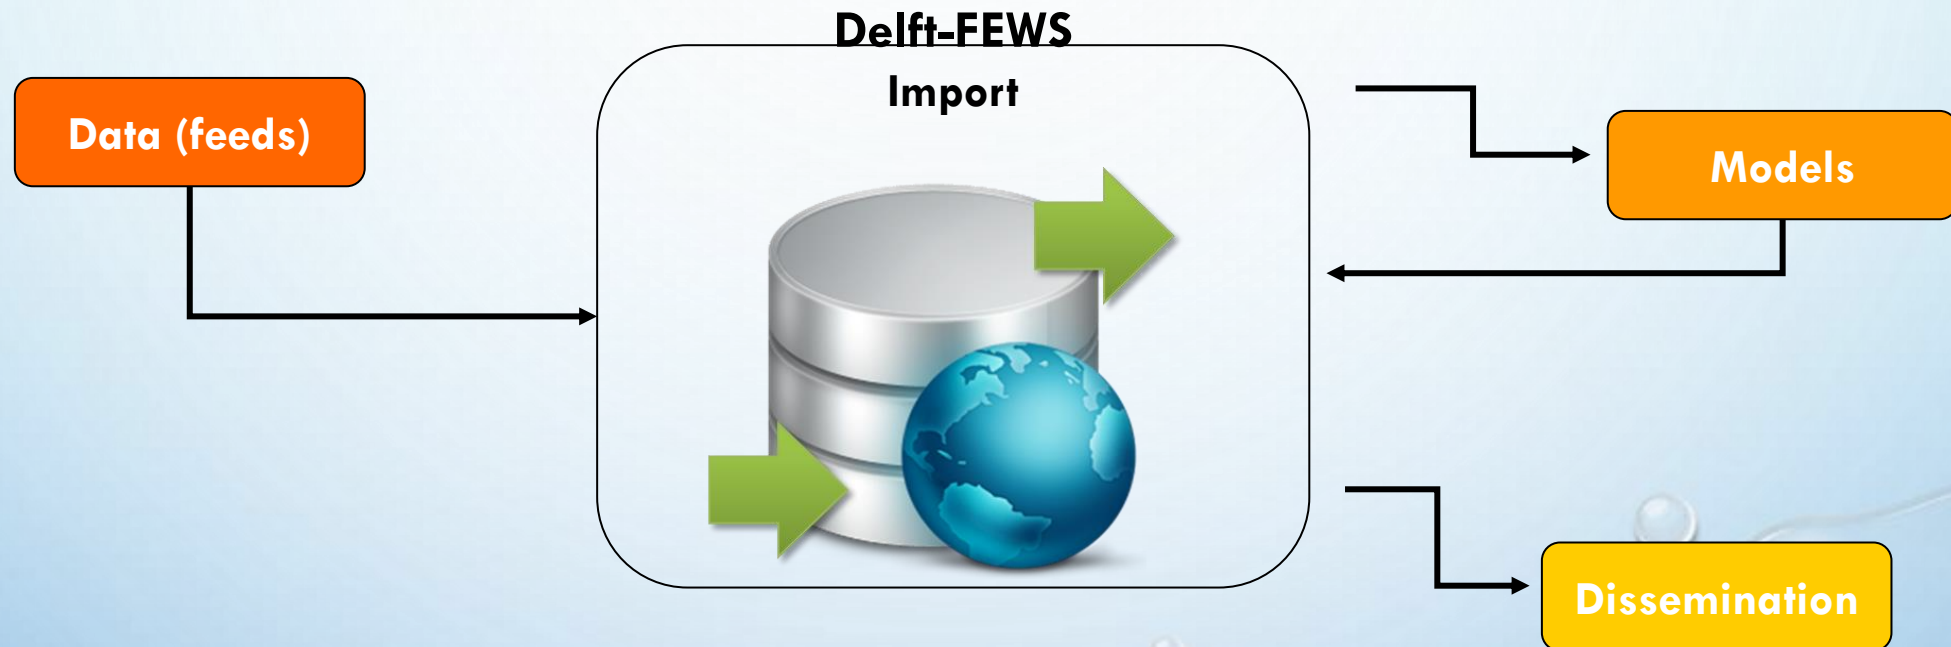 Delft-FEWS
Import
Data (feeds)
Models
Dissemination